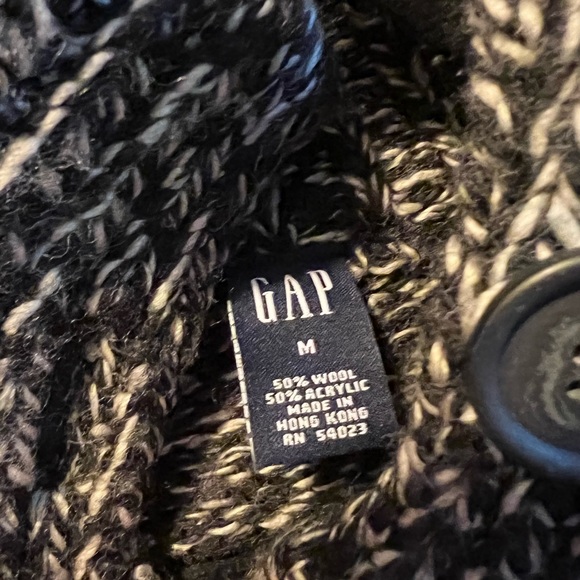 GAP
M
50% WOOL
50% ACRYLIC
MADE IN
HONG KONG
RN 54023